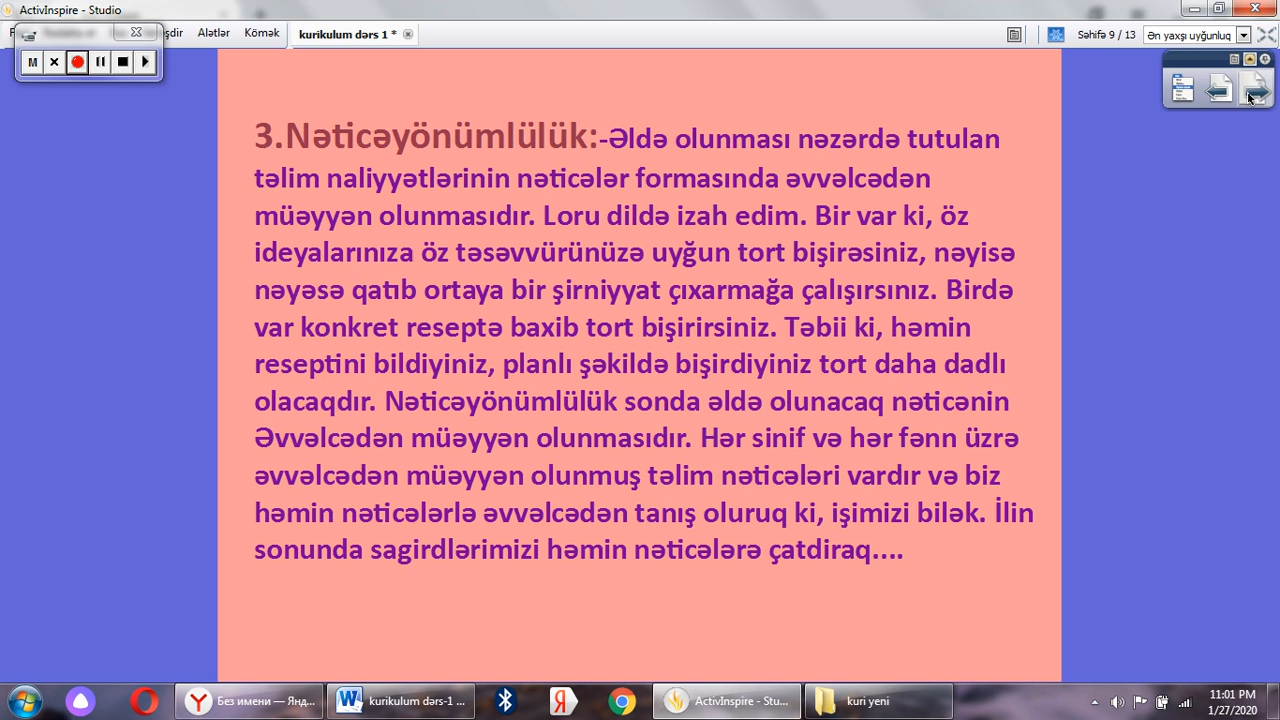 ActivInspire - Studio
şdir Alətlər Kömək kurikulum dərs 1 * Səhifə 9 / 13 Ən yaxşı uyğunluq
M
3.Nəticəyönümlülük:-Əldə olunması nəzərdə tutulan
təlim naliyyətlərinin nəticələr formasında əvvəlcədən
müəyyən olunmasıdır. Loru dildə izah edim. Bir var ki, öz
ideyalarınıza öz təsəvvürünüzə uyğun tort bişirəsiniz, nəyisə
nəyəsə qatıb ortaya bir şirniyyat çıxarmağa çalışırsınız. Birdə
var konkret reseptə baxib tort bişirirsiniz. Təbii ki, həmin
reseptini bildiyiniz, planlı şəkildə bişirdiyiniz tort daha dadlı
olacaqdır. Nəticəyönümlülük sonda əldə olunacaq nəticənin
Əvvəlcədən müəyyən olunmasıdır. Hər sinif və hər fənn üzrə
əvvəlcədən müəyyən olunmuş təlim nəticələri vardır və biz
həmin nəticələrlə əvvəlcədən tanış oluruq ki, işimizi bilək. İlin
sonunda sagirdlərimizi həmin nəticələrə çatdiraq....
Без имени — Янд... kurikulum dərs-1 ... ActivInspire - Stu... kuri yeni
11:01 PM
1/27/2020